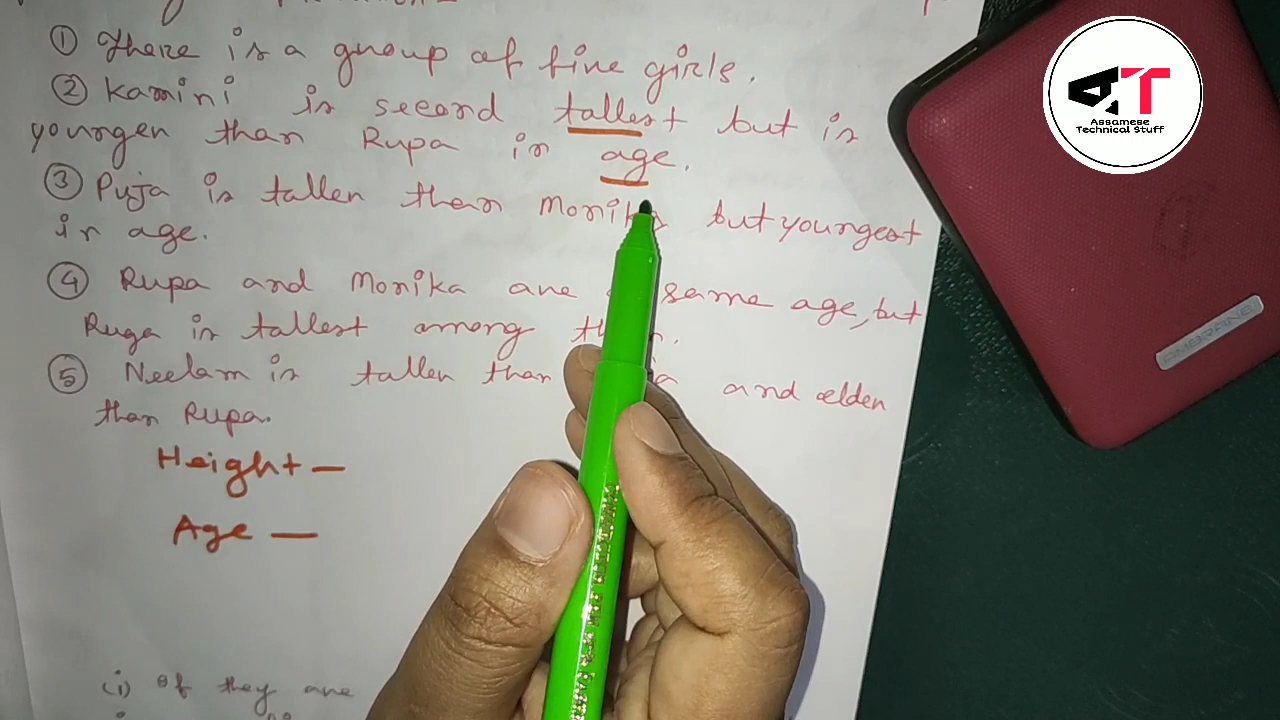 ① There is a group of five girls.
② Kamini is second tallest but is
younger than Rupa in age.
③ Puja is taller than Monika but youngest
in age.
④ Rupa and Monika are same age, but
Rupa is tallest among
⑤ Neelam is taller than and elder
than Rupa.
Height —
Age —
(i) Of they are
AT
Assamese
Technical Stuff
AMBRANE